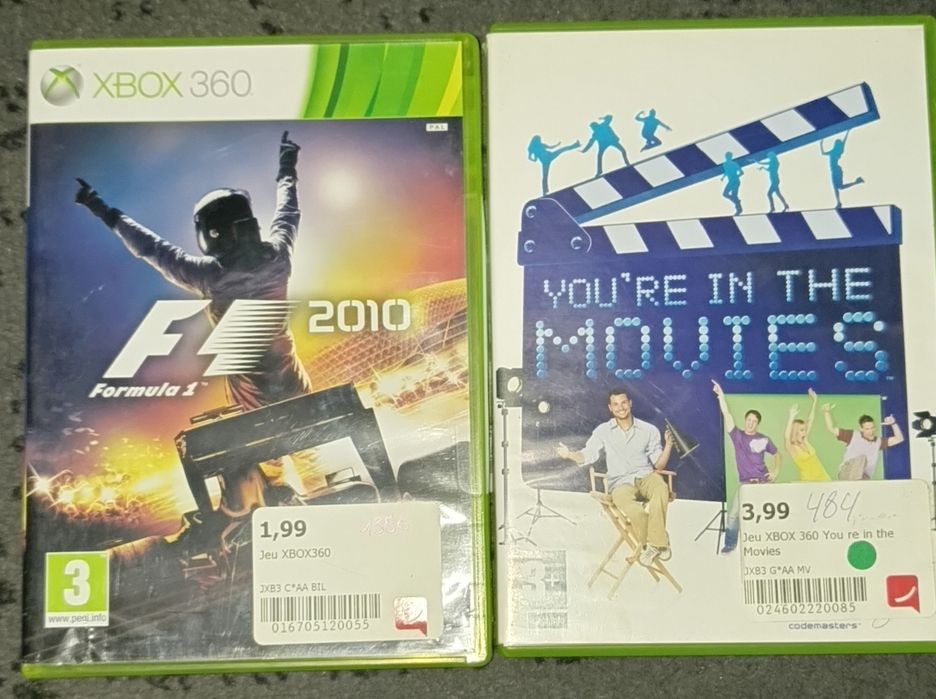 XBOX 360
PAL
F1 2010
Formula 1™
1,99
4386
Jeu XBOX360
JXB3 C*AA BIL
016705120055
3
www.pegi.info
YOU'RE IN THE
MOVIES
3,99
484
Jeu XBOX 360 You re in the
Movies
JXB3 G*AA MV
024602220085
codemasters